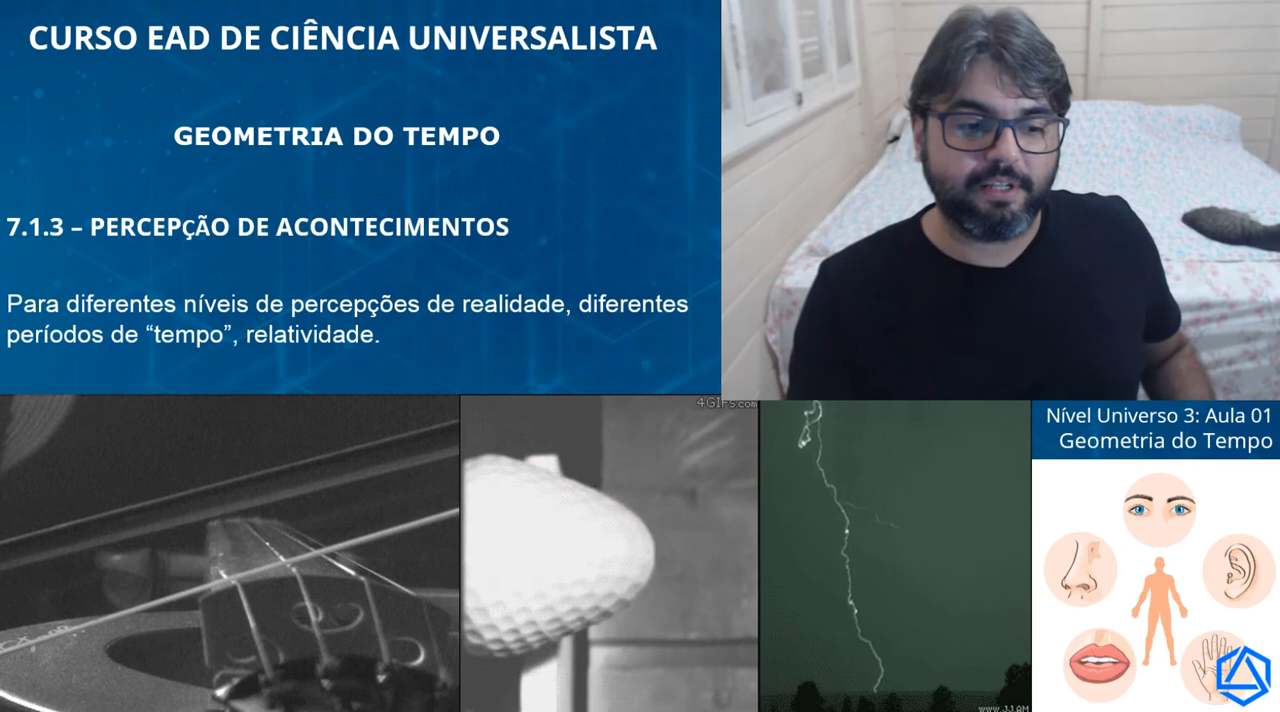 CURSO EAD DE CIÊNCIA UNIVERSALISTA
GEOMETRIA DO TEMPO
7.1.3 – PERCEPÇÃO DE ACONTECIMENTOS
Para diferentes níveis de percepções de realidade, diferentes
períodos de “tempo”, relatividade.
4GIFs.com
Nível Universo 3: Aula 01
Geometria do Tempo